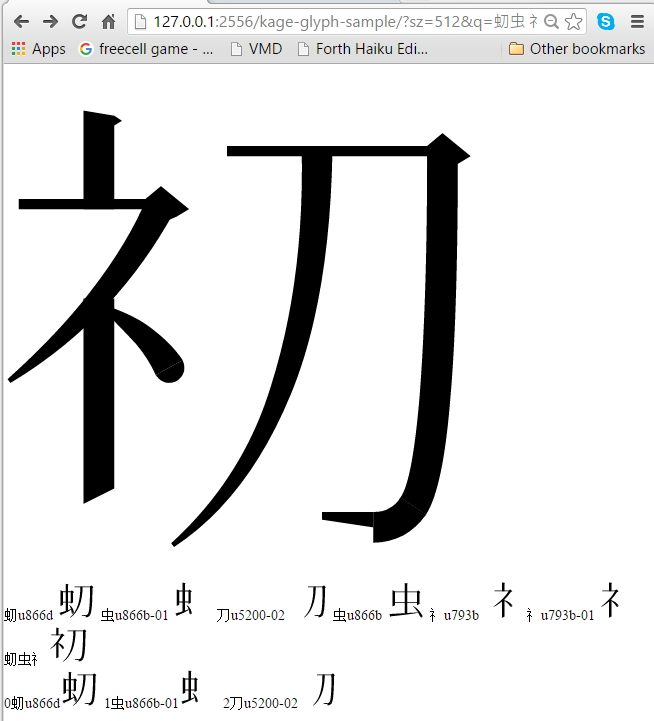 127.0.0.1:2556/kage-glyph-sample/?sz=512&q=虭虫礻
Apps freecell game - ... VMD Forth Haiku Edi... Other bookmarks
虭u866d 虭 虫u866b-01 虫 刀u5200-02 刀 虫u866b 虫 礻u793b 礻 礻u793b-01 礻
虭虫礻
0虭u866d 虭 1虫u866b-01 虫 2刀u5200-02 刀